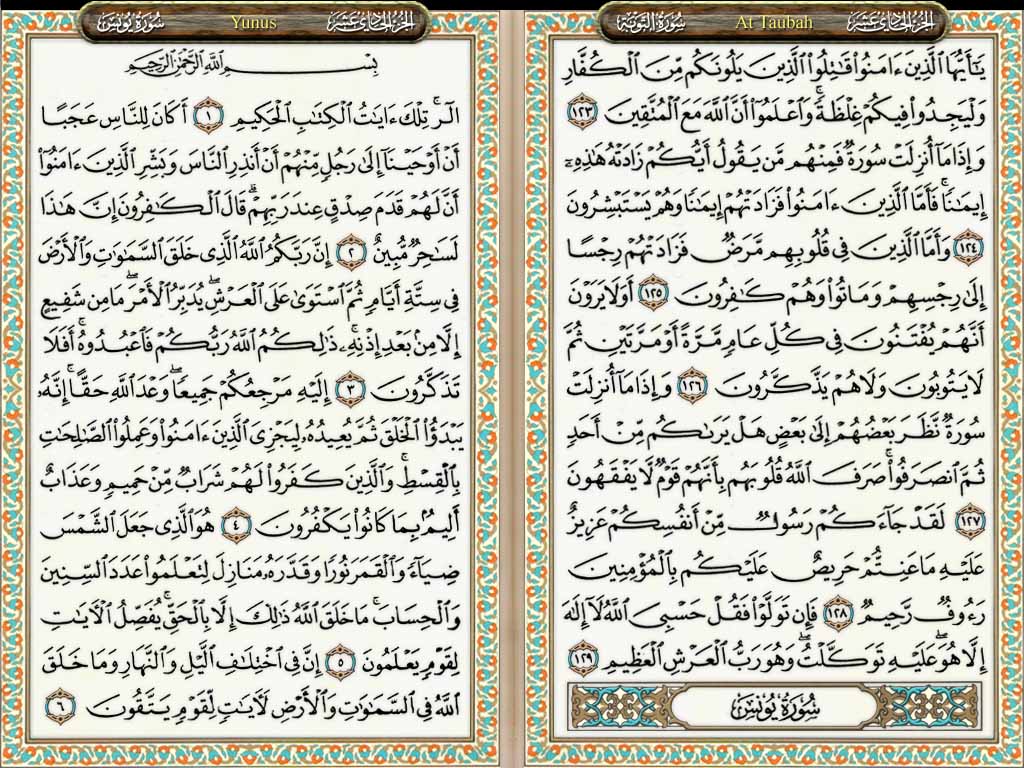 سُورَةُ التَّوْبَةِ At Taubah الجزء الحادي عشر
يَـٰٓأَيُّهَا ٱلَّذِينَ ءَامَنُوا۟ قَـٰتِلُوا۟ ٱلَّذِينَ يَلُونَكُم مِّنَ ٱلْكُفَّارِ
وَلْيَجِدُوا۟ فِيكُمْ غِلْظَةً ۚ وَٱعْلَمُوٓا۟ أَنَّ ٱللَّهَ مَعَ ٱلْمُتَّقِينَ ١٢٣
وَإِذَا مَآ أُنزِلَتْ سُورَةٌ فَمِنْهُم مَّن يَقُولُ أَيُّكُمْ زَادَتْهُ هَـٰذِهِۦٓ
إِيمَـٰنًا ۚ فَأَمَّا ٱلَّذِينَ ءَامَنُوا۟ فَزَادَتْهُمْ إِيمَـٰنًا وَهُمْ يَسْتَبْشِرُونَ
١٢٤ وَأَمَّا ٱلَّذِينَ فِى قُلُوبِهِم مَّرَضٌ فَزَادَتْهُمْ رِجْسًا
إِلَىٰ رِجْسِهِمْ وَمَاتُوا۟ وَهُمْ كَـٰفِرُونَ ١٢٥ أَوَلَا يَرَوْنَ
أَنَّهُمْ يُفْتَنُونَ فِى كُلِّ عَامٍ مَّرَّةً أَوْ مَرَّتَيْنِ ثُمَّ
لَا يَتُوبُونَ وَلَا هُمْ يَذَّكَّرُونَ ١٢٦ وَإِذَا مَآ أُنزِلَتْ
سُورَةٌ نَّظَرَ بَعْضُهُمْ إِلَىٰ بَعْضٍ هَلْ يَرَىٰكُم مِّنْ أَحَدٍ
ثُمَّ ٱنصَرَفُوا۟ ۚ صَرَفَ ٱللَّهُ قُلُوبَهُم بِأَنَّهُمْ قَوْمٌ لَّا يَفْقَهُونَ
١٢٧ لَقَدْ جَآءَكُمْ رَسُولٌ مِّنْ أَنفُسِكُمْ عَزِيزٌ
عَلَيْهِ مَا عَنِتُّمْ حَرِيصٌ عَلَيْكُم بِٱلْمُؤْمِنِينَ
رَءُوفٌ رَّحِيمٌ ١٢٨ فَإِن تَوَلَّوْا۟ فَقُلْ حَسْبِىَ ٱللَّهُ لَآ إِلَـٰهَ
إِلَّا هُوَ ۖ عَلَيْهِ تَوَكَّلْتُ ۖ وَهُوَ رَبُّ ٱلْعَرْشِ ٱلْعَظِيمِ ١٢٩
سُورَةُ يُونُسَ
سُورَةُ يُونُسَ Yunus الجزء الحادي عشر
بِسْمِ ٱللَّهِ ٱلرَّحْمَـٰنِ ٱلرَّحِيمِ
الٓر ۚ تِلْكَ ءَايَـٰتُ ٱلْكِتَـٰبِ ٱلْحَكِيمِ ١ أَكَانَ لِلنَّاسِ عَجَبًا
أَنْ أَوْحَيْنَآ إِلَىٰ رَجُلٍ مِّنْهُمْ أَنْ أَنذِرِ ٱلنَّاسَ وَبَشِّرِ ٱلَّذِينَ ءَامَنُوٓا۟
أَنَّ لَهُمْ قَدَمَ صِدْقٍ عِندَ رَبِّهِمْ ۗ قَالَ ٱلْكَـٰفِرُونَ إِنَّ هَـٰذَا
لَسَـٰحِرٌ مُّبِينٌ ٢ إِنَّ رَبَّكُمُ ٱللَّهُ ٱلَّذِى خَلَقَ ٱلسَّمَـٰوَٰتِ وَٱلْأَرْضَ
فِى سِتَّةِ أَيَّامٍ ثُمَّ ٱسْتَوَىٰ عَلَى ٱلْعَرْشِ ۖ يُدَبِّرُ ٱلْأَمْرَ ۖ مَا مِن شَفِيعٍ
إِلَّا مِنۢ بَعْدِ إِذْنِهِۦ ۚ ذَٰلِكُمُ ٱللَّهُ رَبُّكُمْ فَٱعْبُدُوهُ ۚ أَفَلَا
تَذَكَّرُونَ ٣ إِلَيْهِ مَرْجِعُكُمْ جَمِيعًا ۖ وَعْدَ ٱللَّهِ حَقًّا ۚ إِنَّهُۥ
يَبْدَؤُا۟ ٱلْخَلْقَ ثُمَّ يُعِيدُهُۥ لِيَجْزِىَ ٱلَّذِينَ ءَامَنُوا۟ وَعَمِلُوا۟ ٱلصَّـٰلِحَـٰتِ
بِٱلْقِسْطِ ۚ وَٱلَّذِينَ كَفَرُوا۟ لَهُمْ شَرَابٌ مِّنْ حَمِيمٍ وَعَذَابٌ
أَلِيمٌۢ بِمَا كَانُوا۟ يَكْفُرُونَ ٤ هُوَ ٱلَّذِى جَعَلَ ٱلشَّمْسَ
ضِيَآءً وَٱلْقَمَرَ نُورًا وَقَدَّرَهُۥ مَنَازِلَ لِتَعْلَمُوا۟ عَدَدَ ٱلسِّنِينَ
وَٱلْحِسَابَ ۚ مَا خَلَقَ ٱللَّهُ ذَٰلِكَ إِلَّا بِٱلْحَقِّ ۚ يُفَصِّلُ ٱلْـَٔايَـٰتِ
لِقَوْمٍ يَعْلَمُونَ ٥ إِنَّ فِى ٱخْتِلَـٰفِ ٱلَّيْلِ وَٱلنَّهَارِ وَمَا خَلَقَ
ٱللَّهُ فِى ٱلسَّمَـٰوَٰتِ وَٱلْأَرْضِ لَـَٔايَـٰتٍ لِّقَوْمٍ يَتَّقُونَ ٦